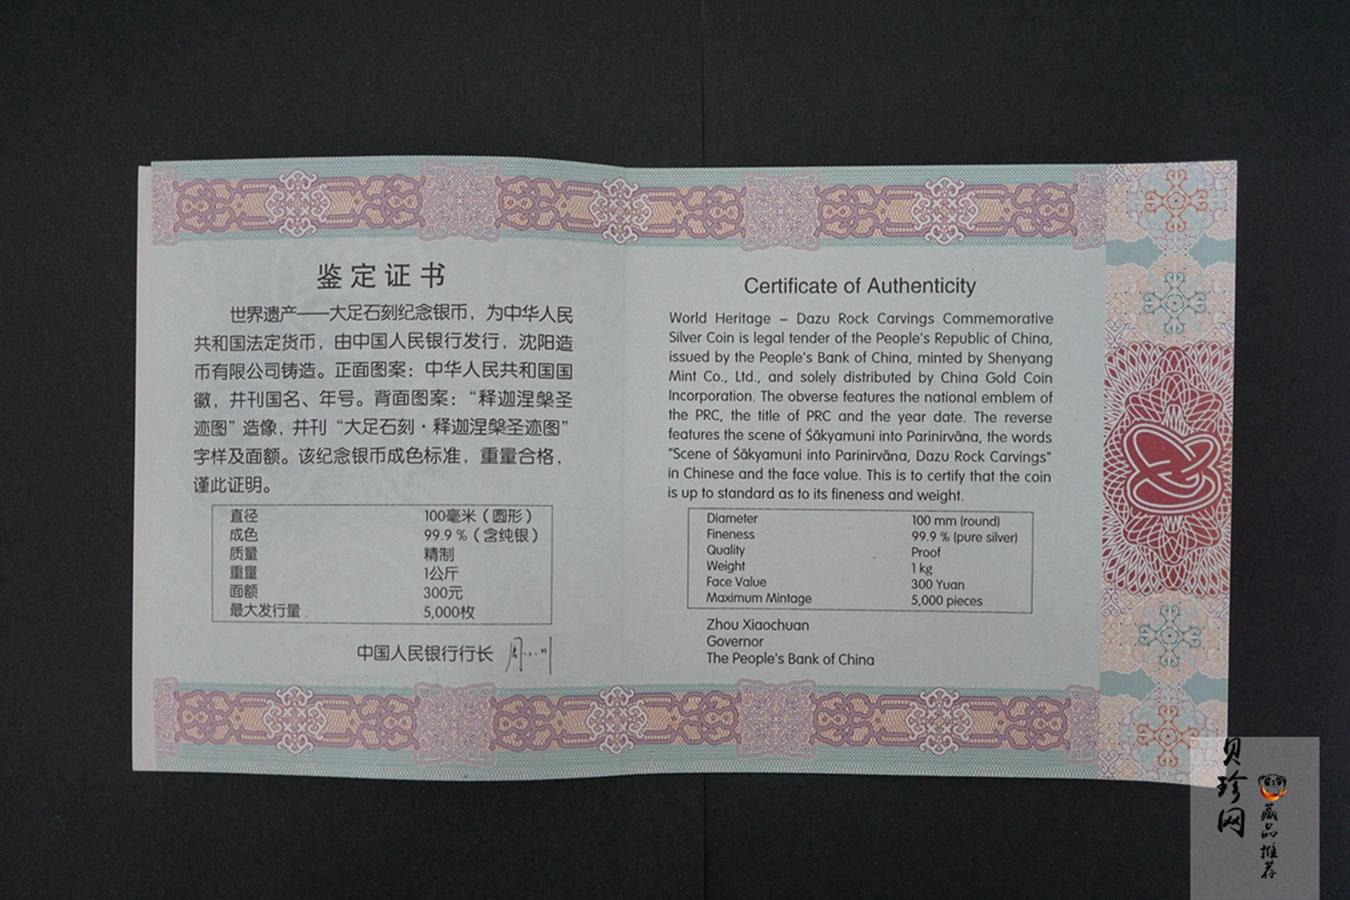 鉴定证书
世界遗产——大足石刻纪念银币，为中华人民
共和国法定货币，由中国人民银行发行，沈阳造
币有限公司铸造。正面图案：中华人民共和国国
徽，并刊国名、年号。背面图案：“释迦涅槃圣
迹图”造像，并刊“大足石刻·释迦涅槃圣迹图”
字样及面额。该纪念银币成色标准，重量合格，
谨此证明。
直径 100毫米（圆形）
成色 99.9％（含纯银）
质量 精制
重量 1公斤
面额 300元
最大发行量 5,000枚
中国人民银行行长
Certificate of Authenticity
World Heritage – Dazu Rock Carvings Commemorative
Silver Coin is legal tender of the People's Republic of China,
issued by the People's Bank of China, minted by Shenyang
Mint Co., Ltd., and solely distributed by China Gold Coin
Incorporation. The obverse features the national emblem of
the PRC, the title of PRC and the year date. The reverse
features the scene of Śākyamuni into Parinirvāna, the words
"Scene of Śākyamuni into Parinirvāna, Dazu Rock Carvings"
in Chinese and the face value. This is to certify that the coin
is up to standard as to its fineness and weight.
Diameter 100 mm (round)
Fineness 99.9 % (pure silver)
Quality Proof
Weight 1 kg
Face Value 300 Yuan
Maximum Mintage 5,000 pieces
Zhou Xiaochuan
Governor
The People's Bank of China
贝珍网
藏品推荐